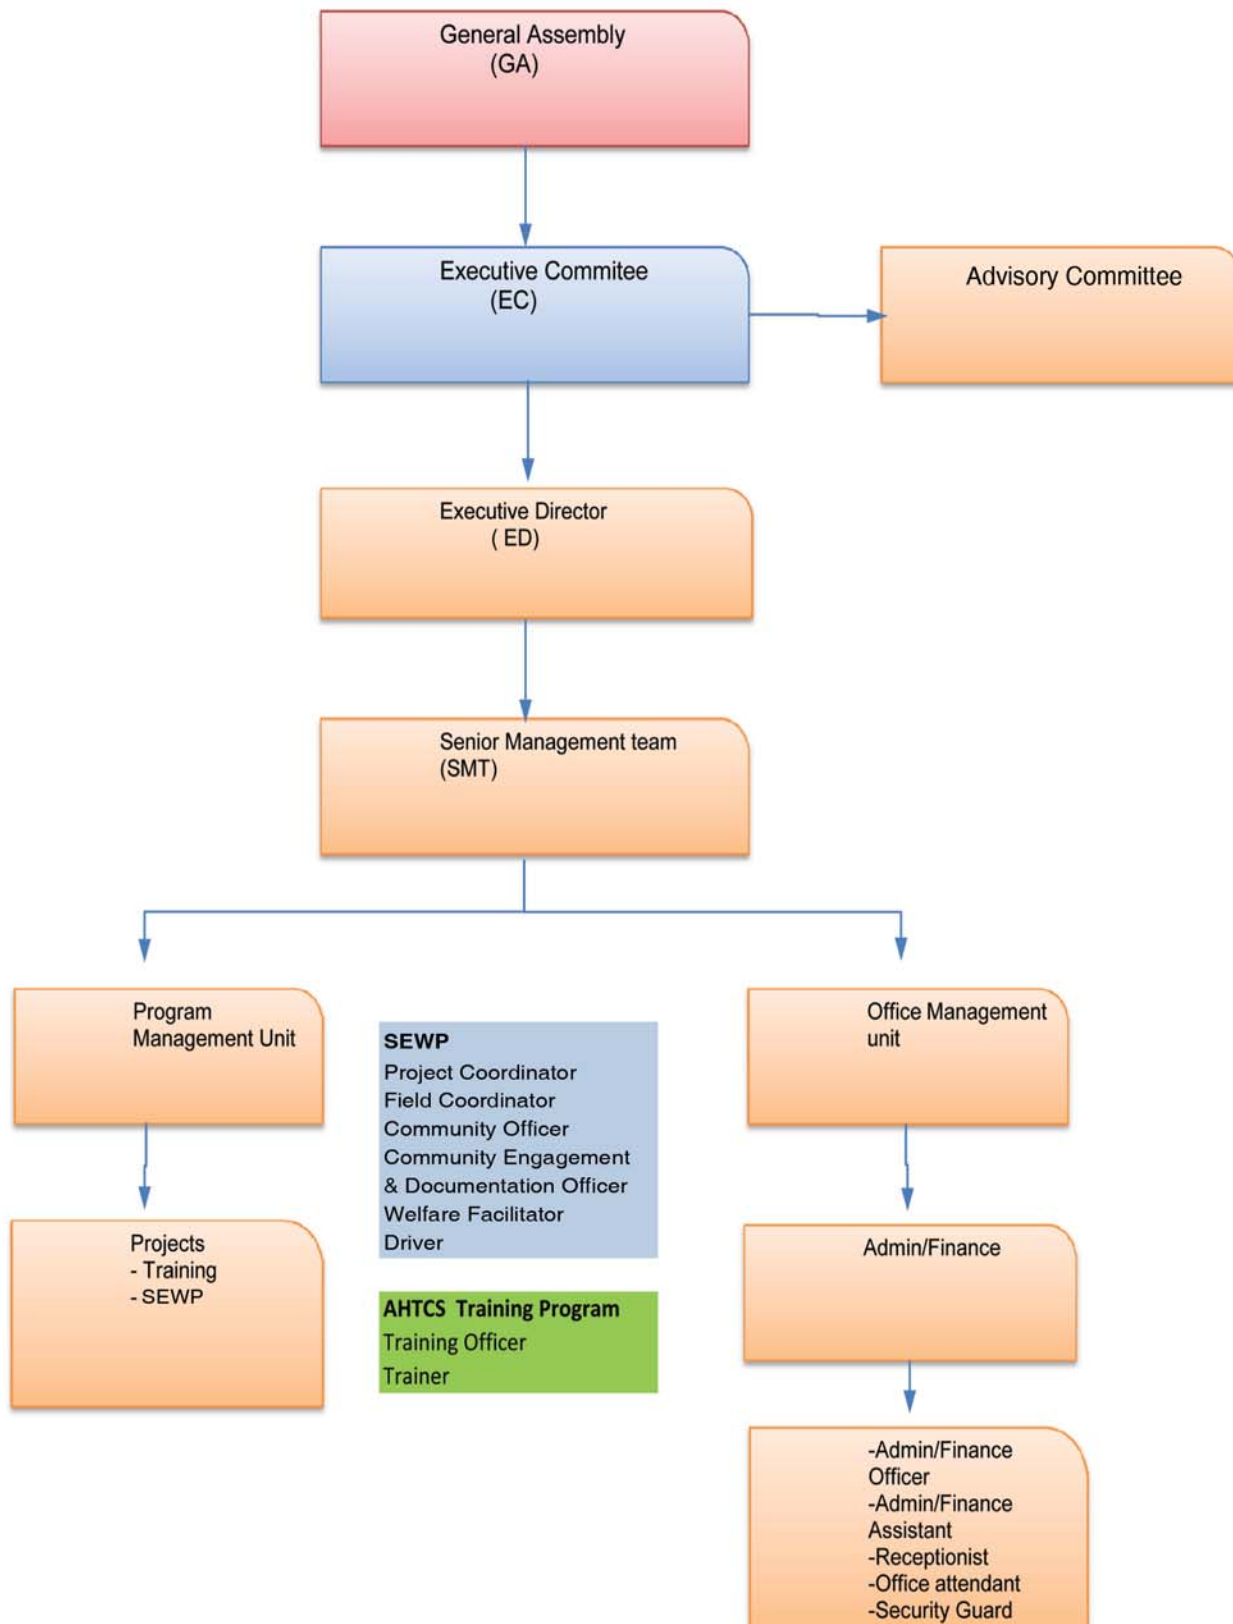 General Assembly
(GA)
Executive Commitee
(EC)
Advisory Committee
Executive Director
( ED)
Senior Management team
(SMT)
Program
Management Unit
Office Management
unit
SEWP
Project Coordinator
Field Coordinator
Community Officer
Community Engagement
& Documentation Officer
Welfare Facilitator
Driver
Projects
- Training
- SEWP
Admin/Finance
AHTCS Training Program
Training Officer
Trainer
-Admin/Finance
Officer
-Admin/Finance
Assistant
-Receptionist
-Office attendant
-Security Guard